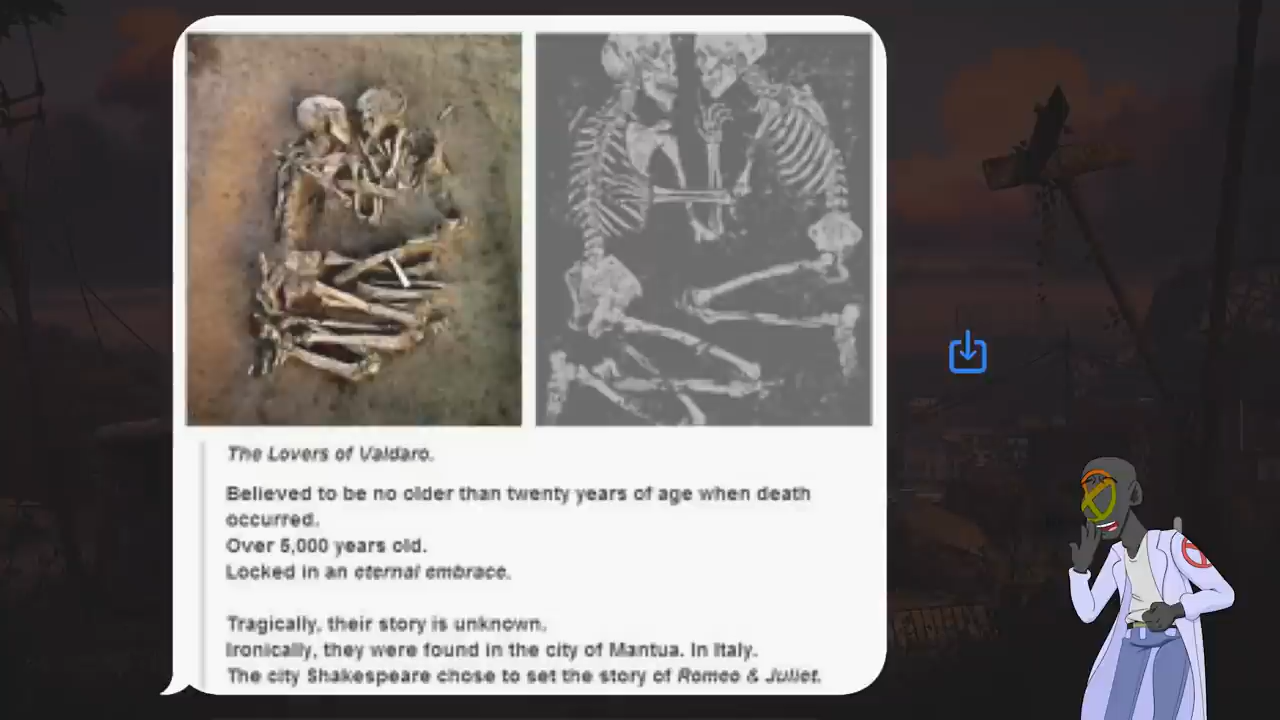 The Lovers of Valdaro.
Believed to be no older than twenty years of age when death
occurred.
Over 5,000 years old.
Locked in an eternal embrace.
Tragically, their story is unknown.
Ironically, they were found in the city of Mantua. In Italy.
The city Shakespeare chose to set the story of Romeo & Juliet.